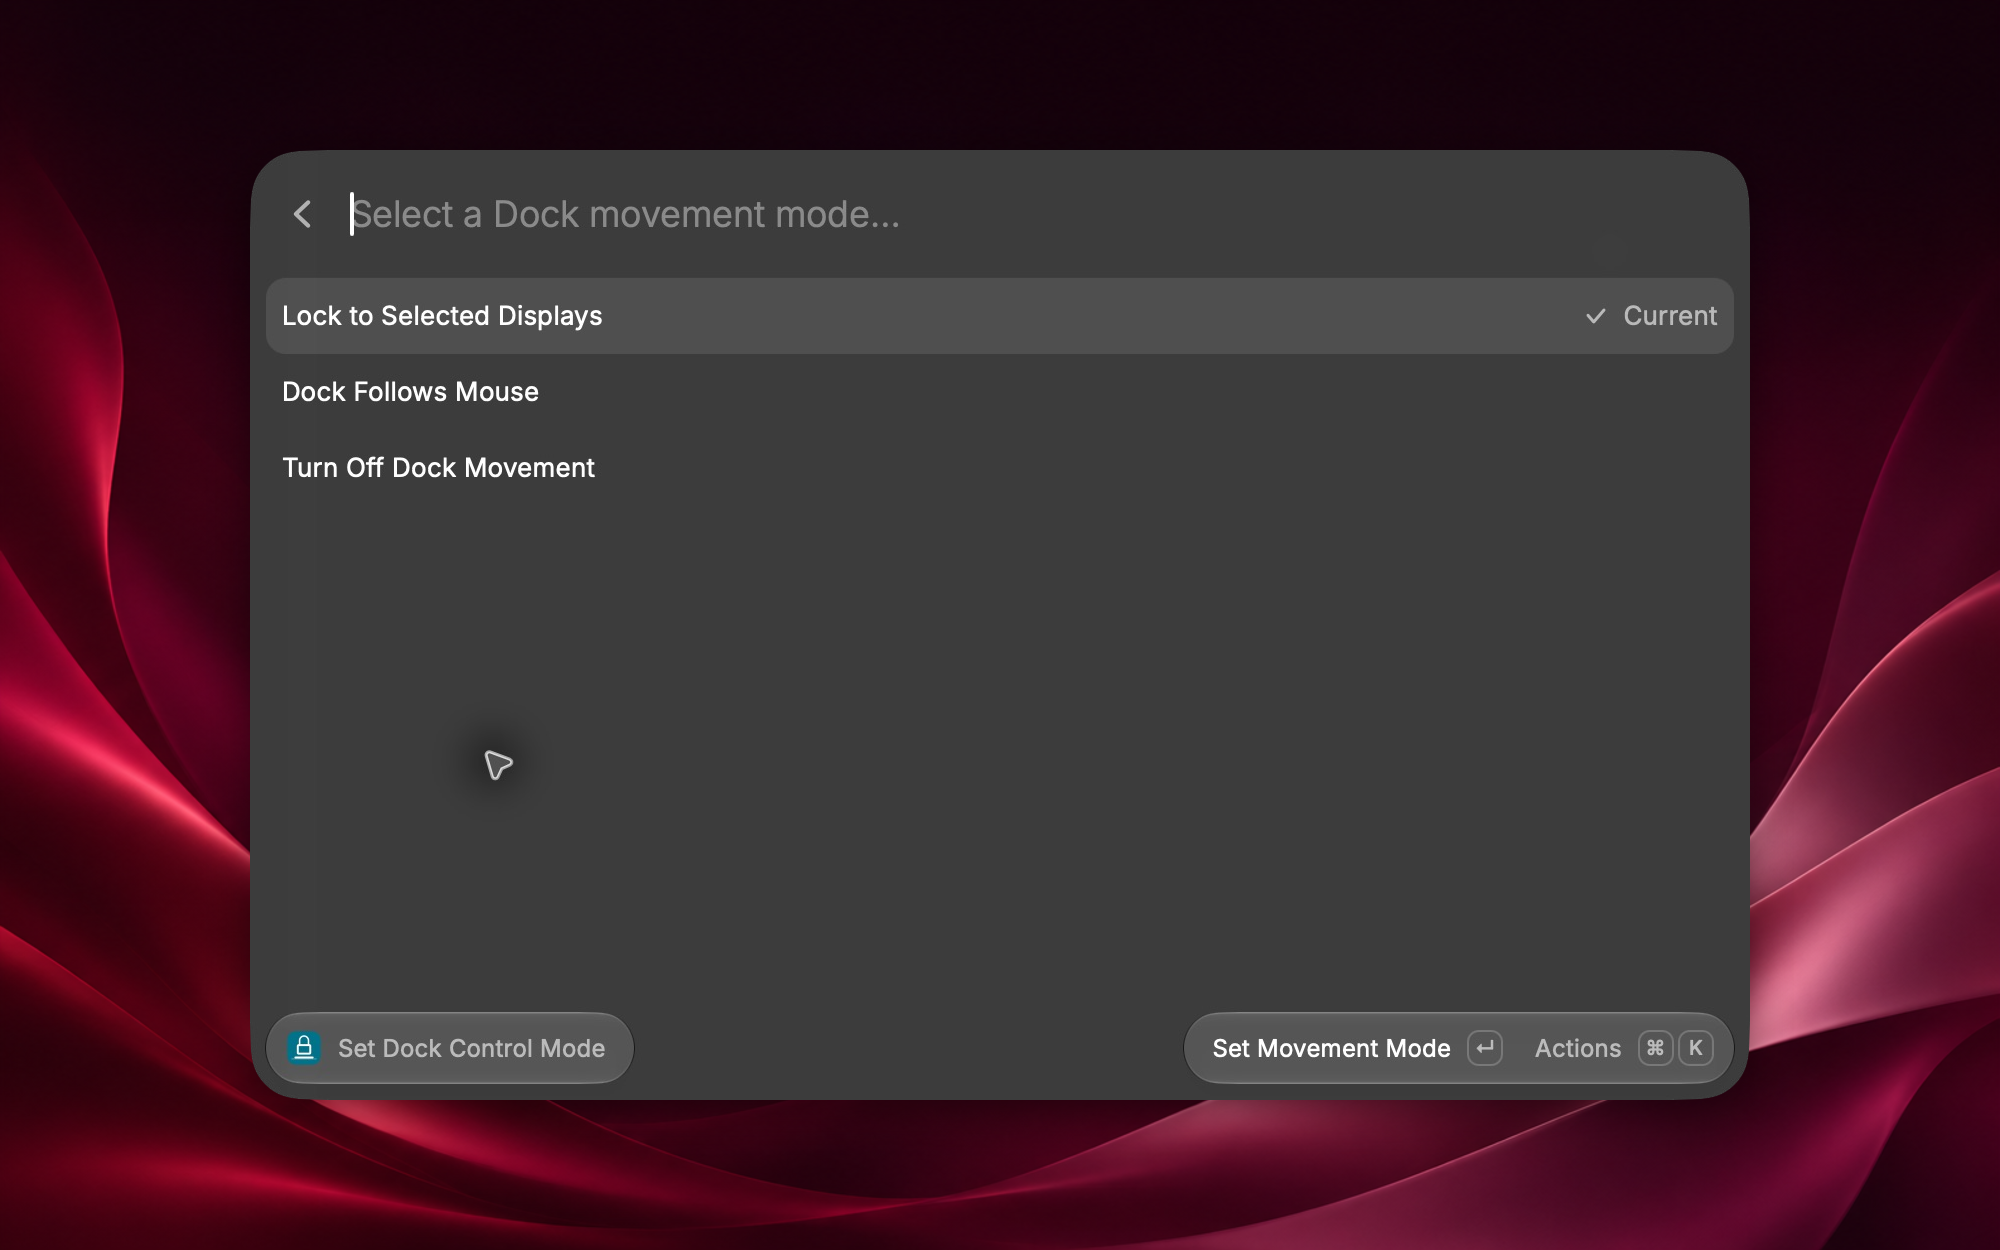 Select a Dock movement mode...
Lock to Selected Displays ✓ Current
Dock Follows Mouse
Turn Off Dock Movement
Set Dock Control Mode Set Movement Mode ↵ Actions ⌘ K